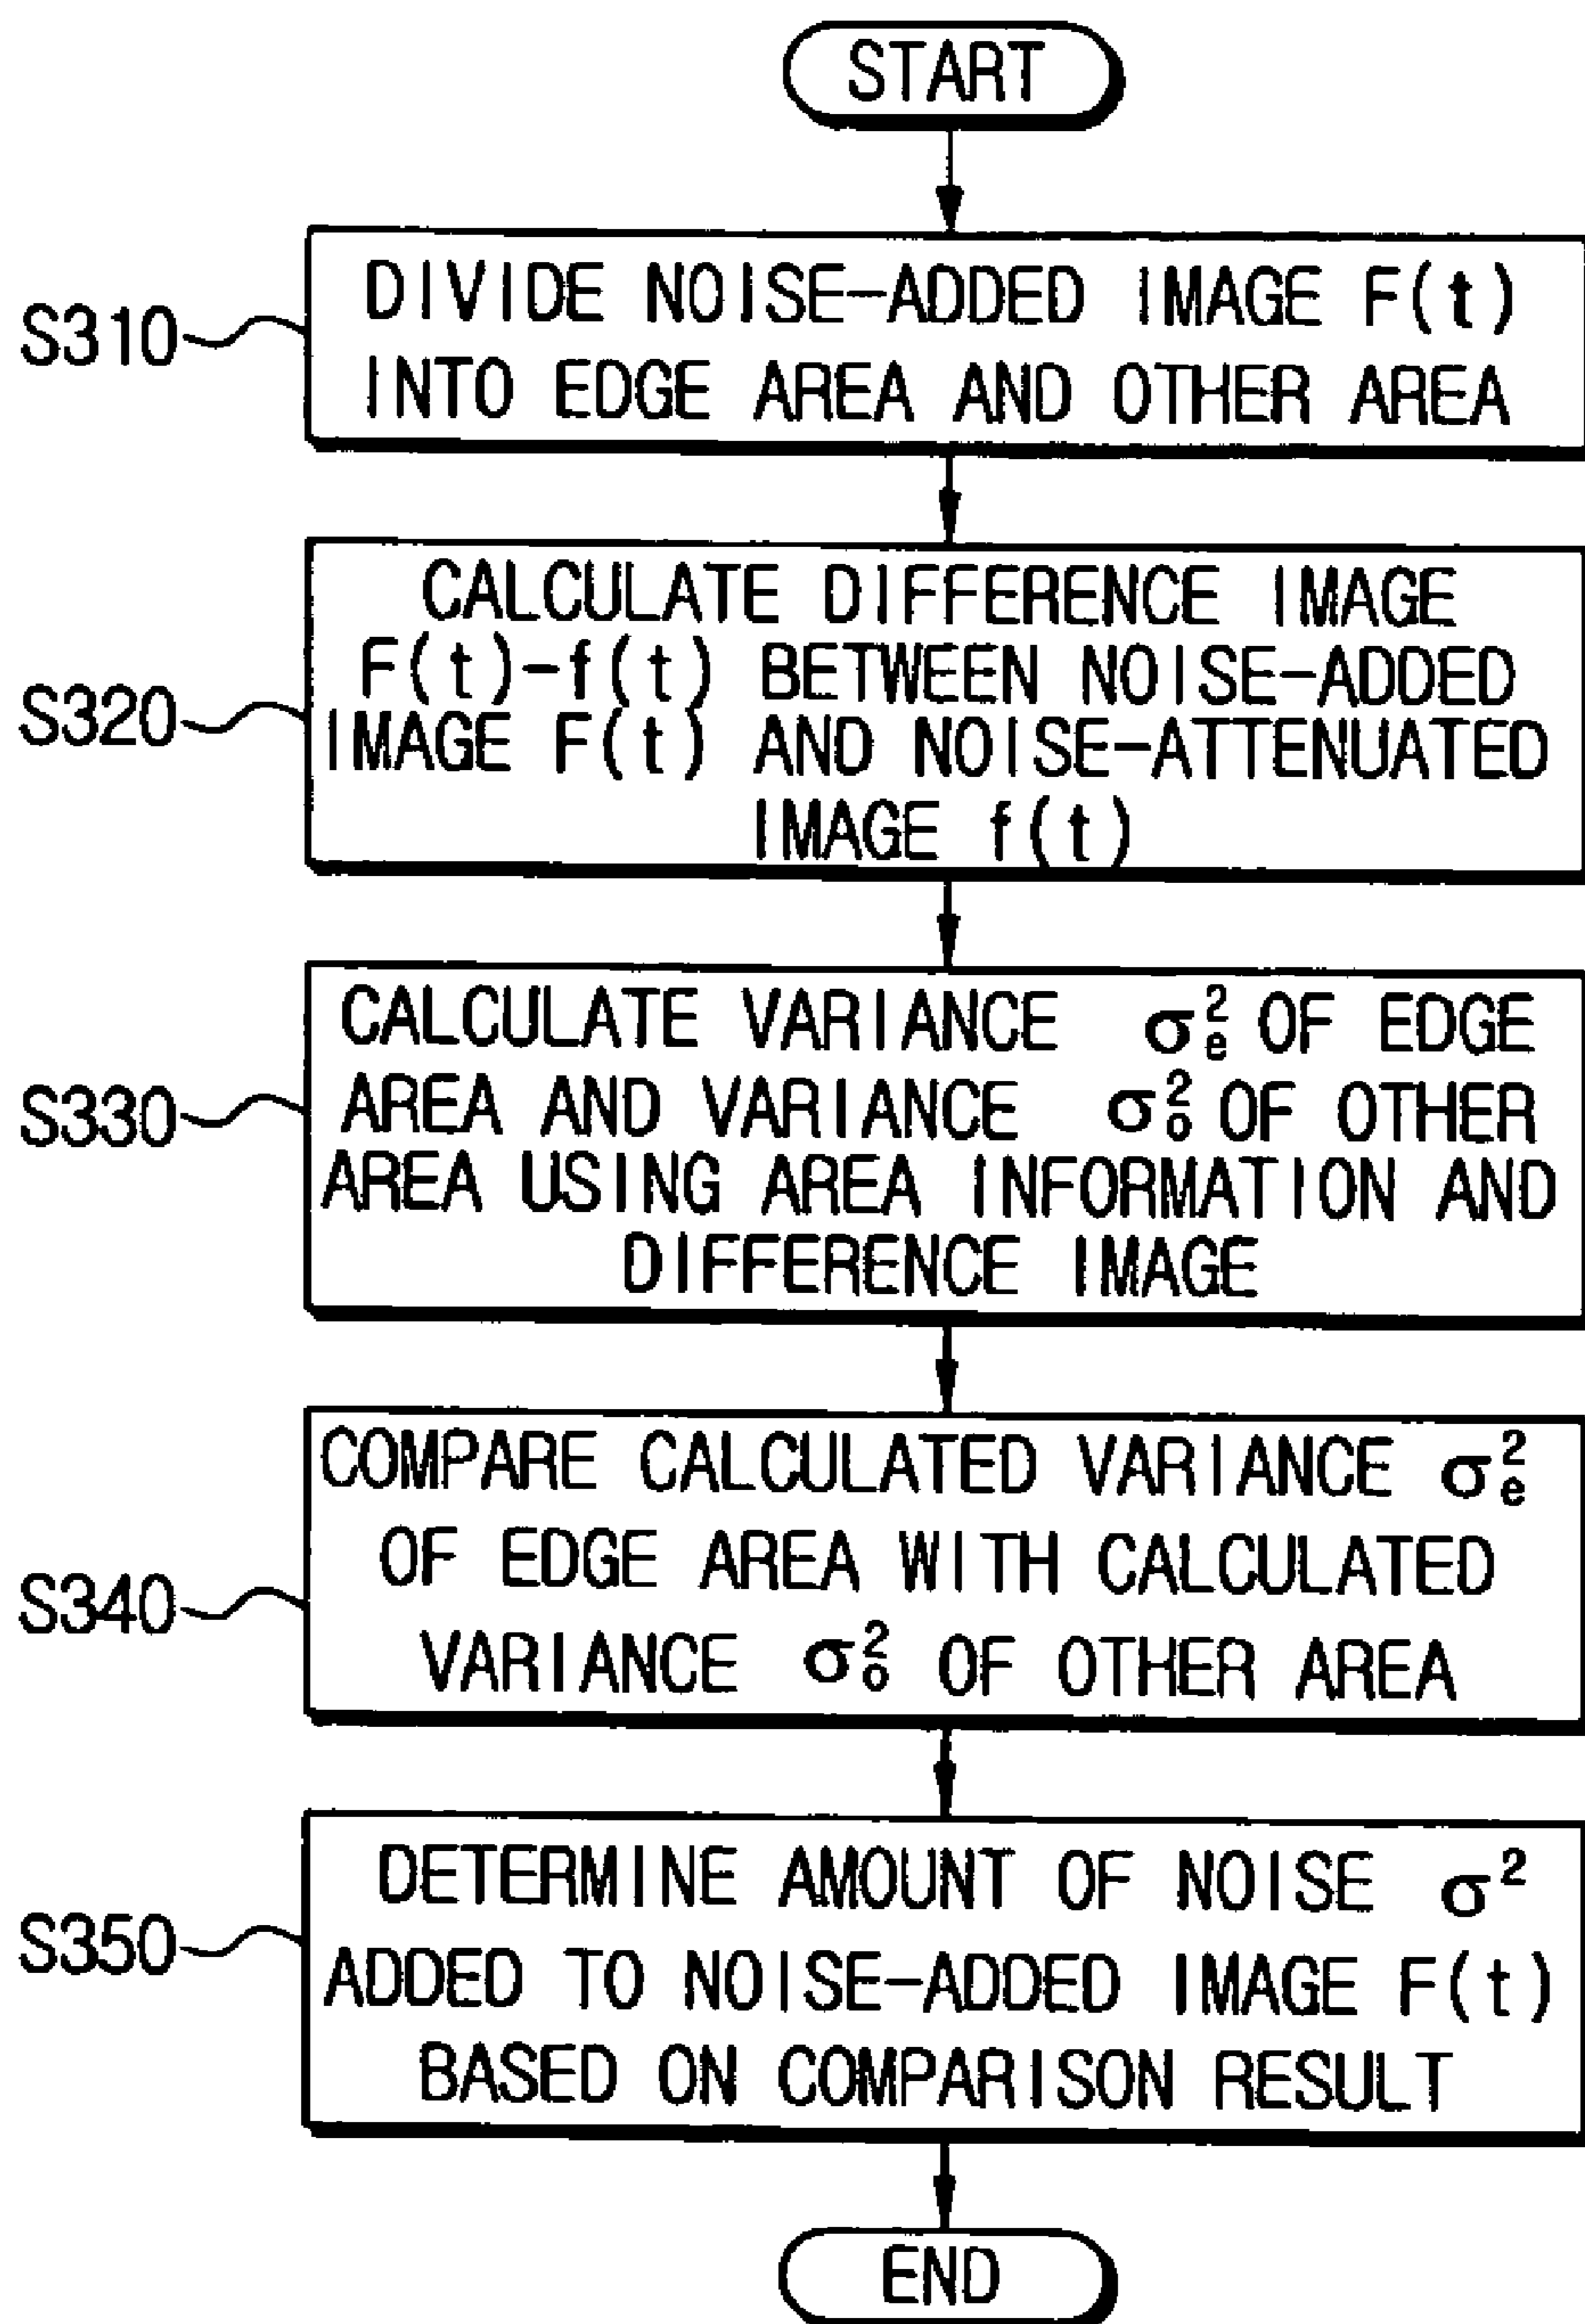 START
S310
DIVIDE NOISE-ADDED IMAGE F(t)
INTO EDGE AREA AND OTHER AREA
S320
CALCULATE DIFFERENCE IMAGE
F(t)-f(t) BETWEEN NOISE-ADDED
IMAGE F(t) AND NOISE-ATTENUATED
IMAGE f(t)
S330
CALCULATE VARIANCE σ²ₑ OF EDGE
AREA AND VARIANCE σ²ₒ OF OTHER
AREA USING AREA INFORMATION AND
DIFFERENCE IMAGE
S340
COMPARE CALCULATED VARIANCE σ²ₑ
OF EDGE AREA WITH CALCULATED
VARIANCE σ²ₒ OF OTHER AREA
S350
DETERMINE AMOUNT OF NOISE σ²
ADDED TO NOISE-ADDED IMAGE F(t)
BASED ON COMPARISON RESULT
END